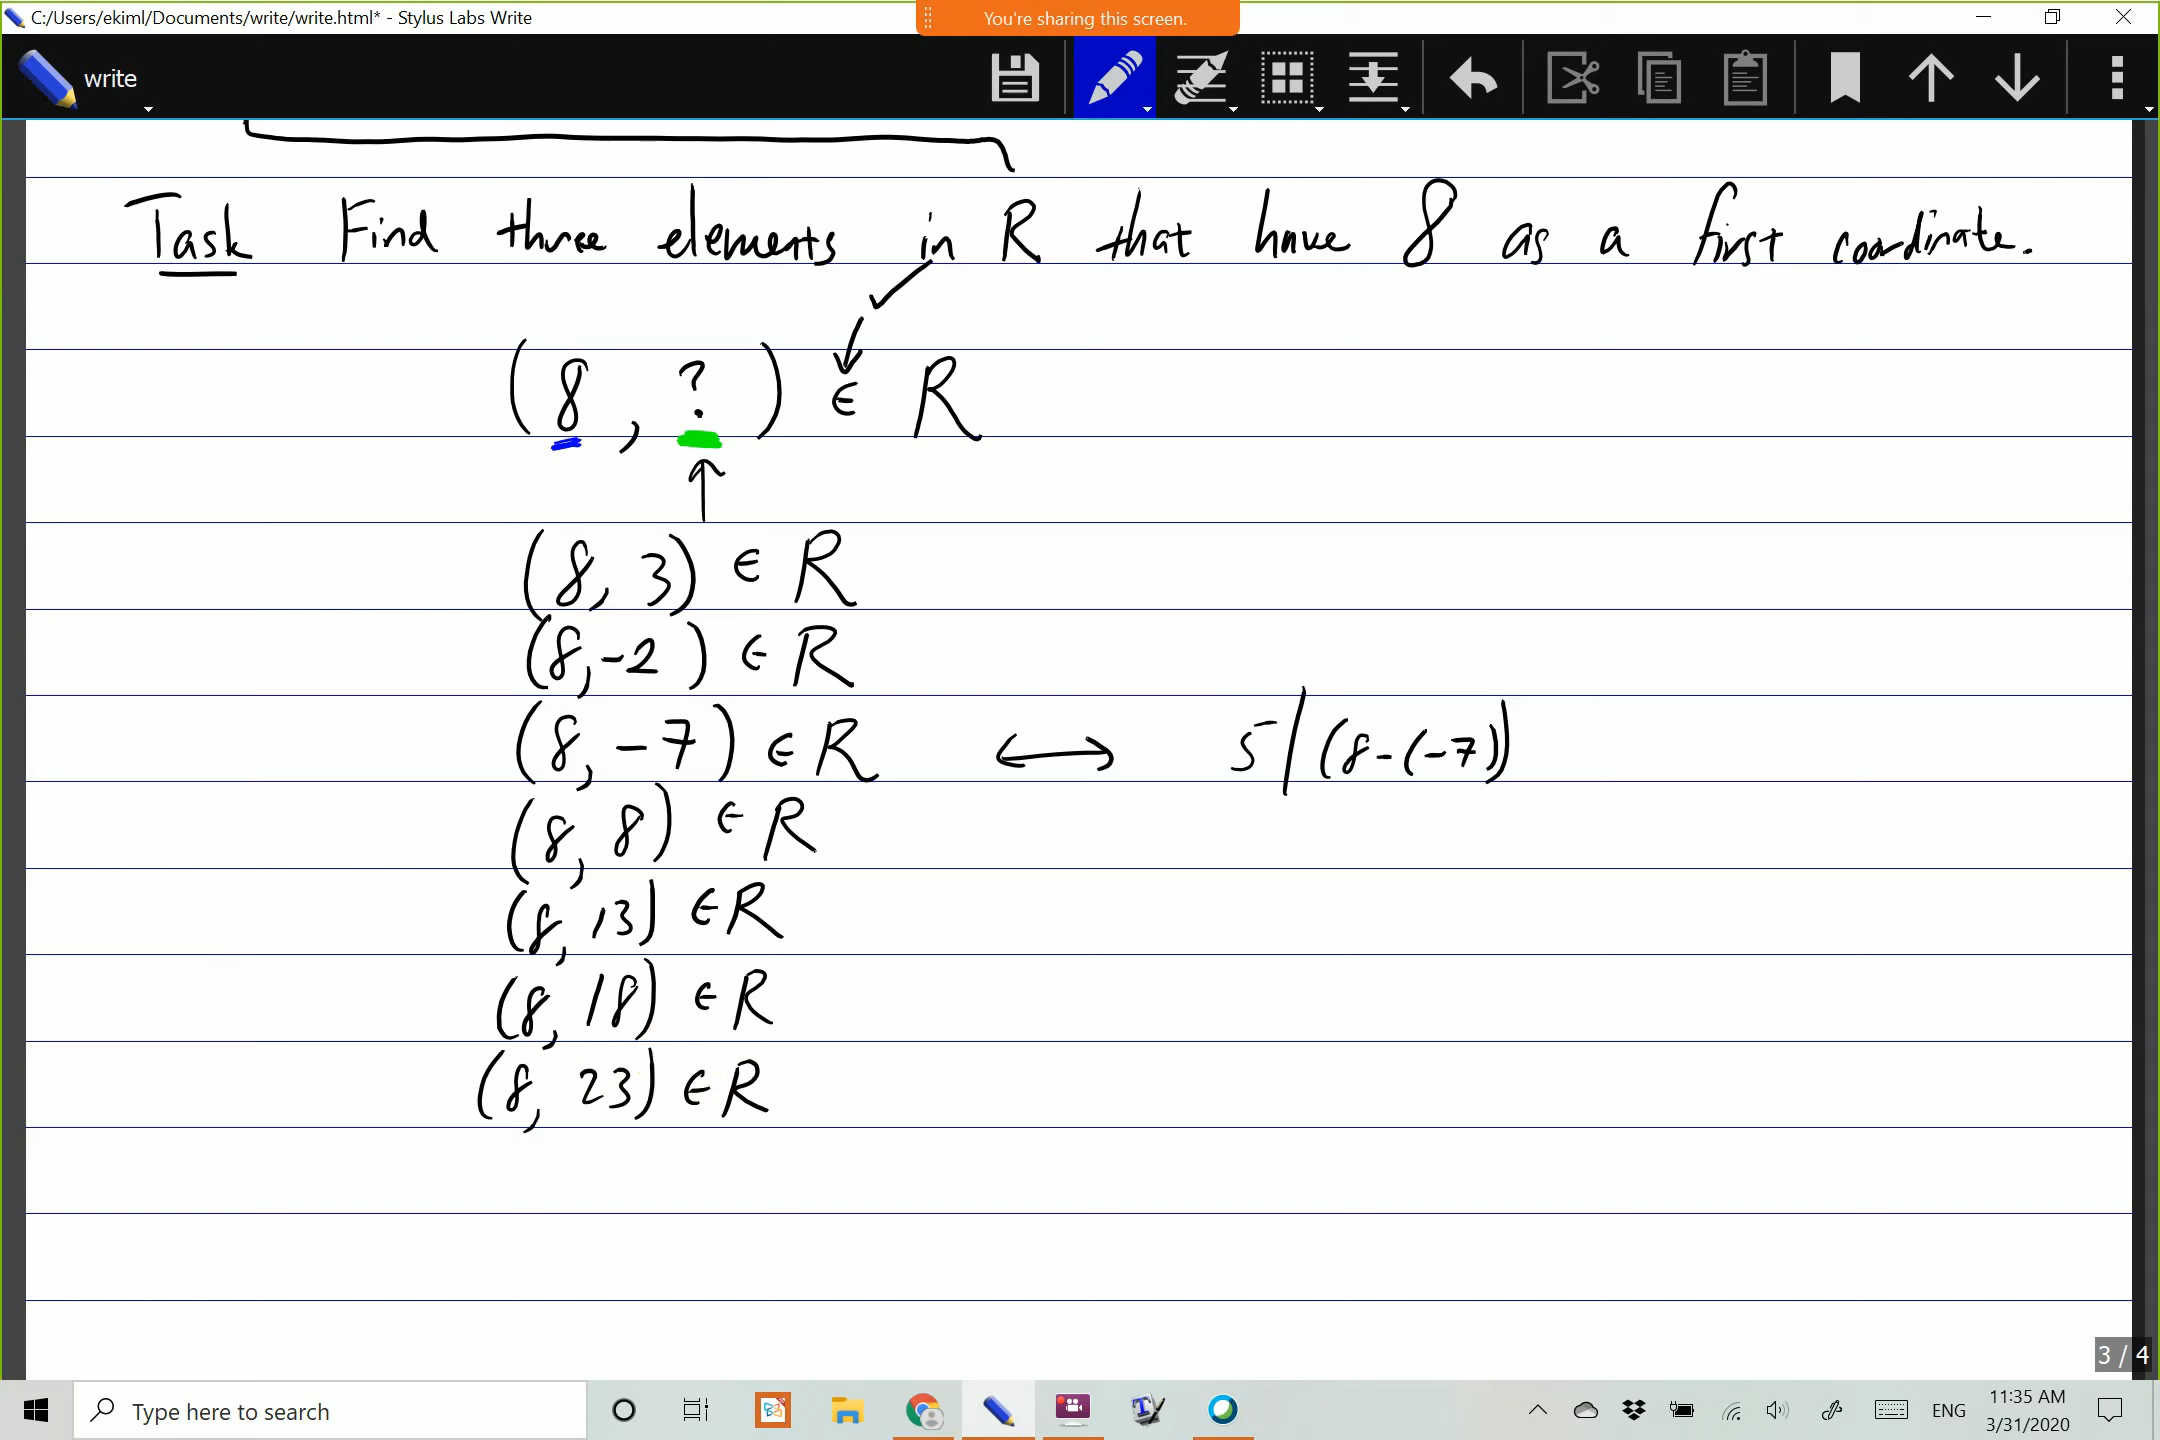 C:/Users/ekiml/Documents/write/write.html* - Stylus Labs Write
You're sharing this screen.
write
Task Find three elements in R that have 8 as a first coordinate.
(8, ?) ∈ R
(8, 3) ∈ R
(8, -2) ∈ R
(8, -7) ∈ R ⟷ 5 | (8-(-7))
(8, 8) ∈ R
(8, 13) ∈ R
(8, 18) ∈ R
(8, 23) ∈ R
3 / 4
Type here to search
ENG
11:35 AM
3/31/2020